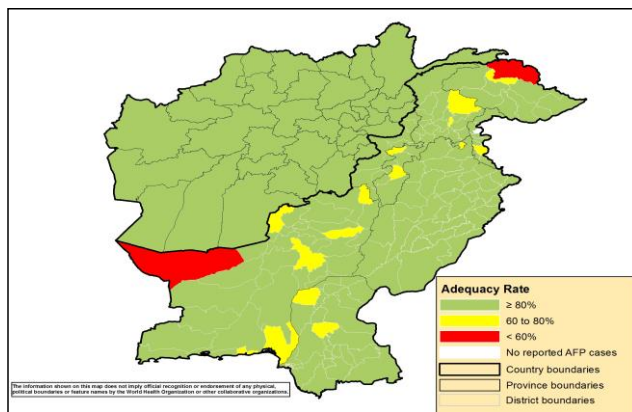 Adequacy Rate
≥ 80%
60 to 80%
< 60%
No reported AFP cases
Country boundaries
Province boundaries
District boundaries
The information shown on this map does not imply official recognition or endorsement of any physical,
political boundaries or feature names by the World Health Organization or other collaborative organizations.